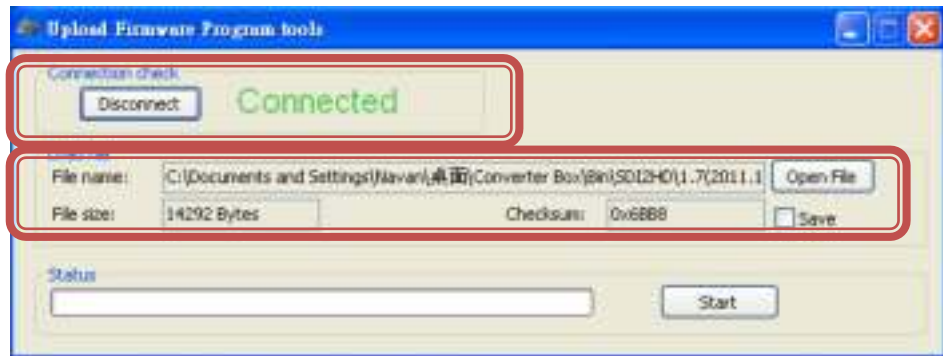 Upload Firmware Program tools
Connection check
Disconnect Connected
File name: C:\Documents and Settings\Navan\桌面\Converter Box\Bin\SDI2HD\1.7(2011.1 Open File
File size: 14292 Bytes Checksum: 0x6BB8 Save
Status
Start